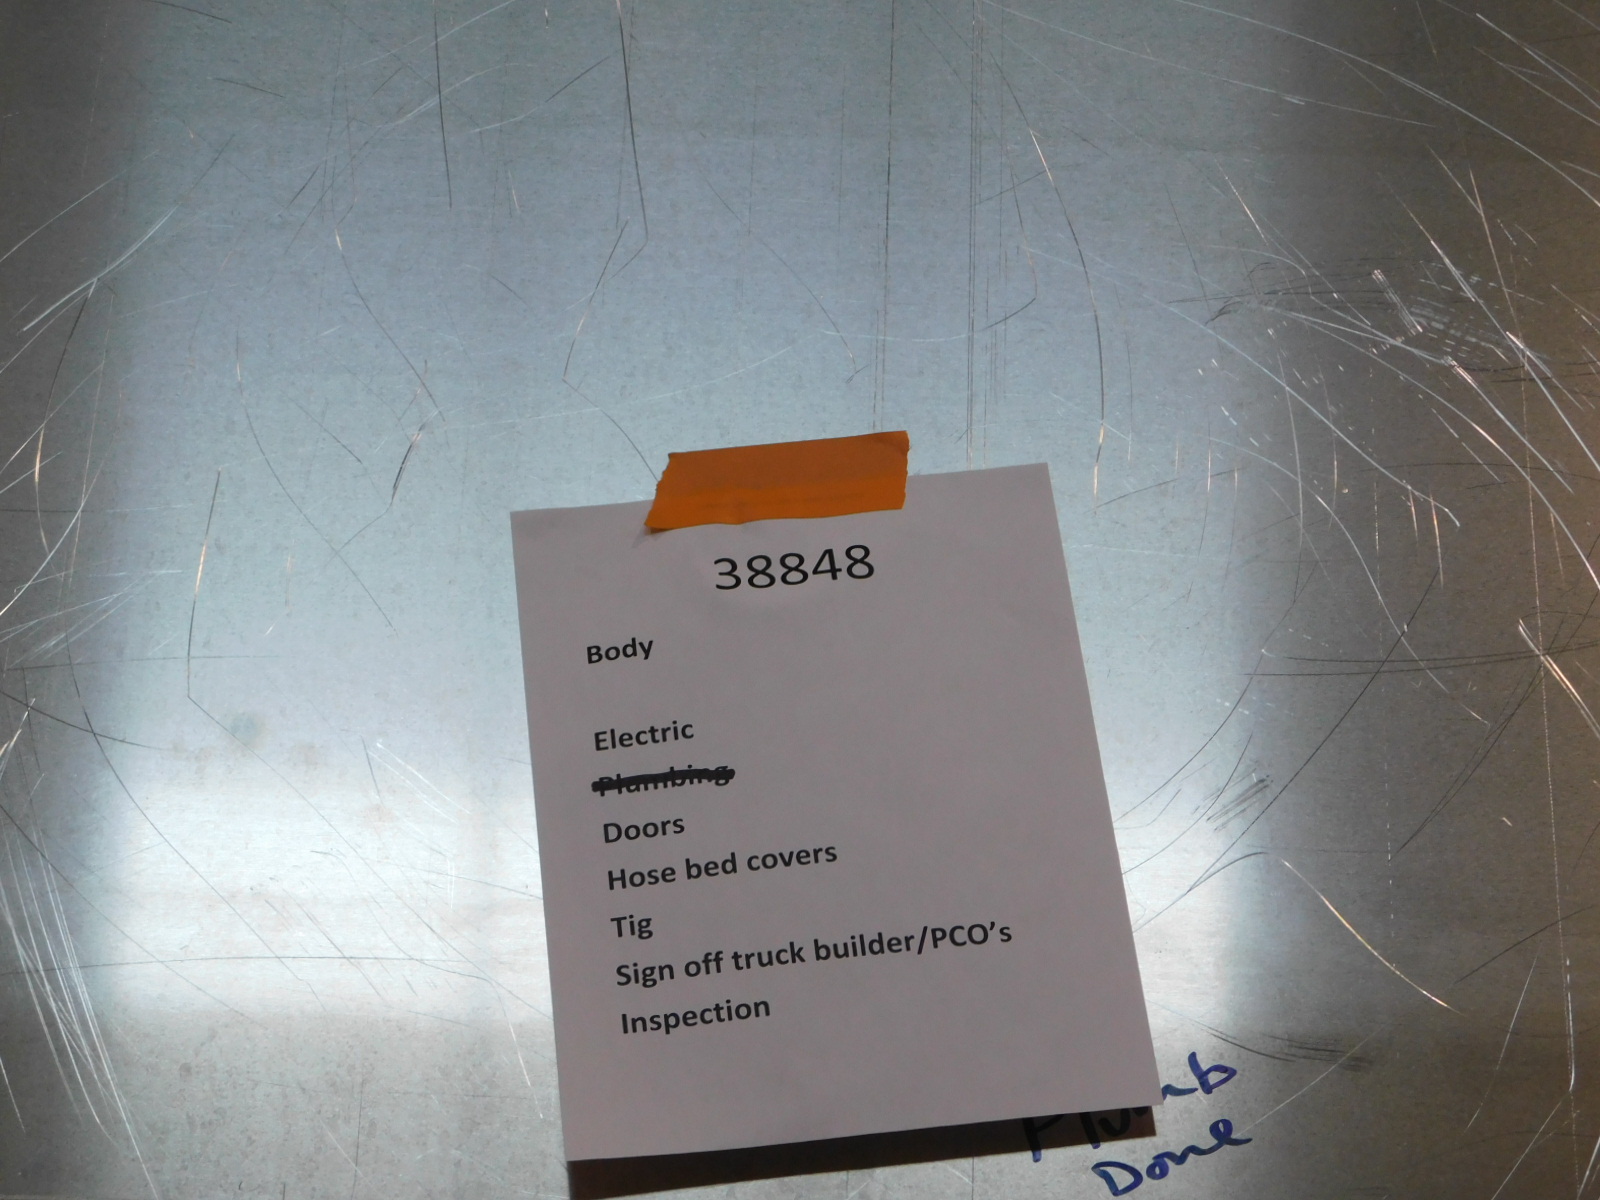 38848
Body
Electric
Plumbing
Doors
Hose bed covers
Tig
Sign off truck builder/PCO’s
Inspection
Plumb
Done